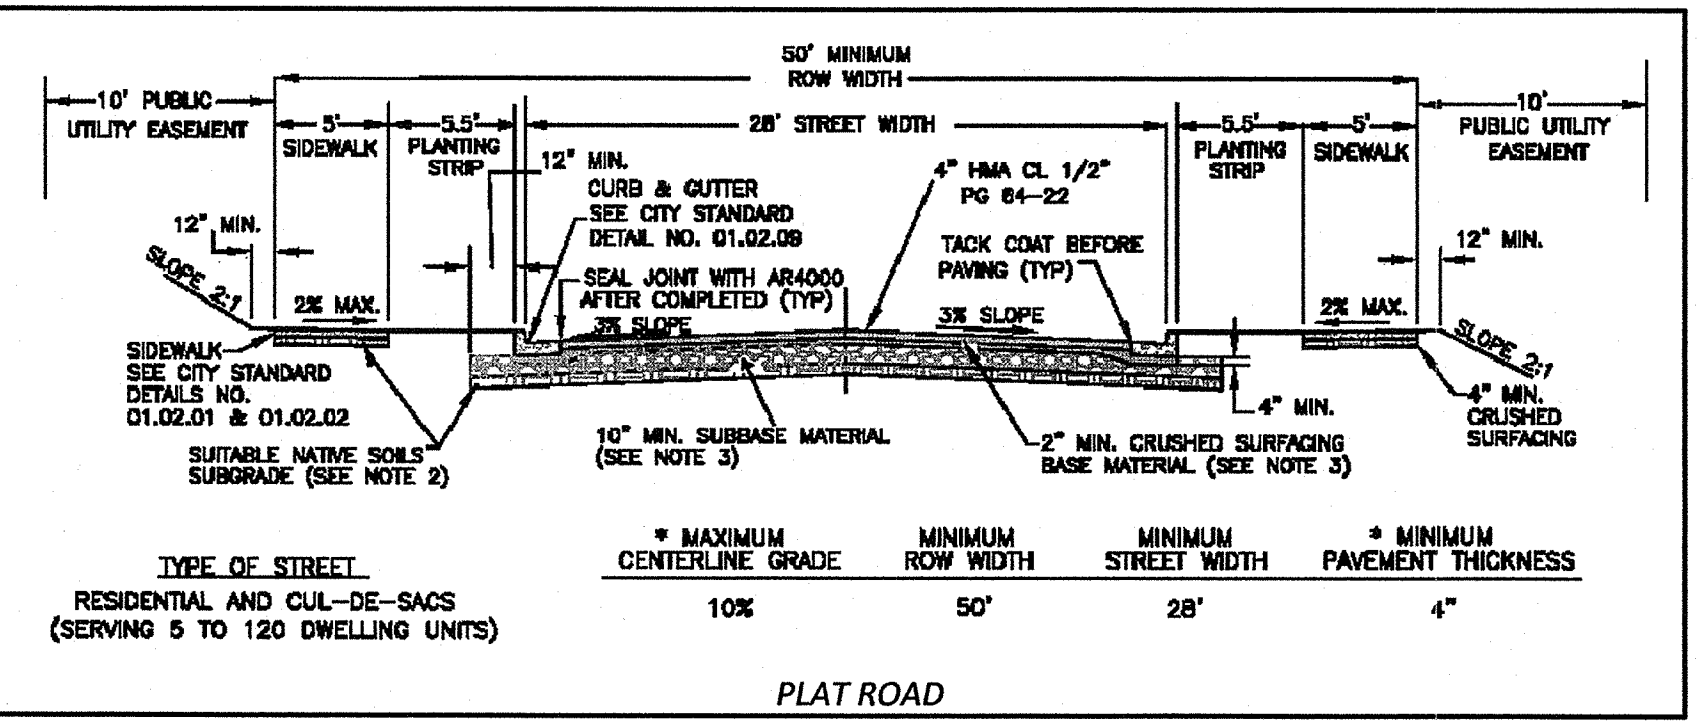 50' MINIMUM
ROW WIDTH
10' PUBLIC
UTILITY EASEMENT
5'
SIDEWALK
5.5'
PLANTING
STRIP
28' STREET WIDTH
5.5'
PLANTING
STRIP
5'
SIDEWALK
10'
PUBLIC UTILITY
EASEMENT
12" MIN.
CURB & GUTTER
SEE CITY STANDARD
DETAIL NO. 01.02.09
4" HMA CL 1/2"
PG 64-22
12" MIN.
SLOPE 2:1
2% MAX.
SEAL JOINT WITH AR4000
AFTER COMPLETED (TYP)
3% SLOPE
TACK COAT BEFORE
PAVING (TYP)
3% SLOPE
12" MIN.
2% MAX.
SLOPE 2:1
SIDEWALK
SEE CITY STANDARD
DETAILS NO.
01.02.01 & 01.02.02
SUITABLE NATIVE SOILS
SUBGRADE (SEE NOTE 2)
10" MIN. SUBBASE MATERIAL
(SEE NOTE 3)
2" MIN. CRUSHED SURFACING
BASE MATERIAL (SEE NOTE 3)
4" MIN.
4" MIN.
CRUSHED
SURFACING
TYPE OF STREET
* MAXIMUM
CENTERLINE GRADE
MINIMUM
ROW WIDTH
MINIMUM
STREET WIDTH
* MINIMUM
PAVEMENT THICKNESS
RESIDENTIAL AND CUL-DE-SACS
(SERVING 5 TO 120 DWELLING UNITS)
10%
50'
28'
4"
PLAT ROAD